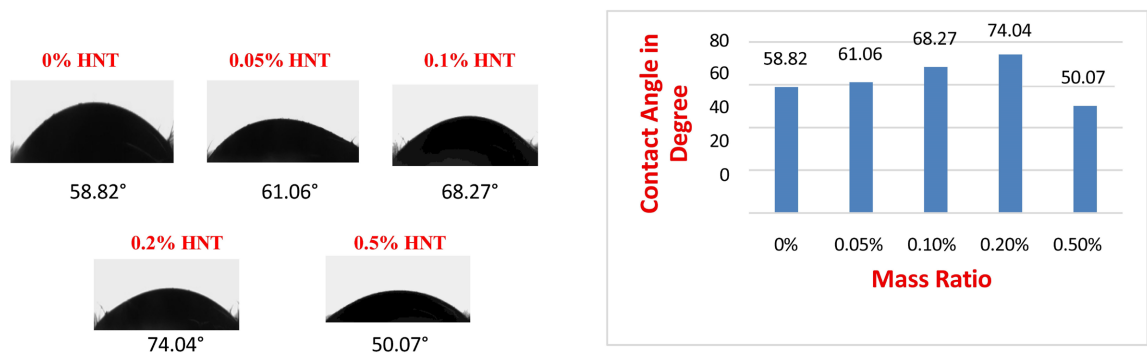 0% HNT
0.05% HNT
0.1% HNT
58.82°
61.06°
68.27°
0.2% HNT
0.5% HNT
74.04°
50.07°
Contact Angle in
Degree
80
60
40
20
0
58.82
61.06
68.27
74.04
50.07
0%
0.05%
0.10%
0.20%
0.50%
Mass Ratio